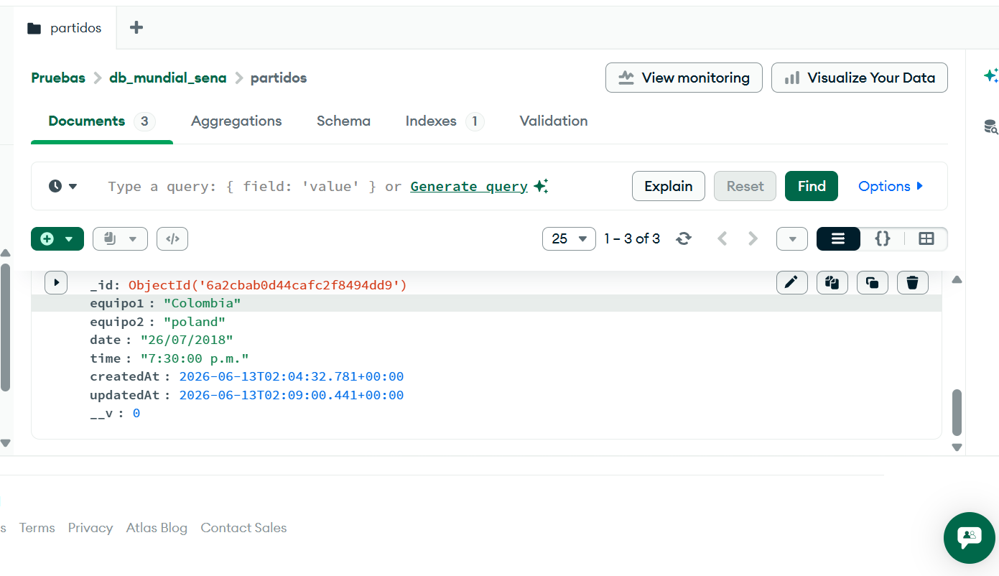 partidos
Pruebas db_mundial_sena partidos View monitoring Visualize Your Data
Documents 3 Aggregations Schema Indexes 1 Validation
Type a query: { field: 'value' } or Generate query Explain Reset Find Options
25 1 – 3 of 3
_id: ObjectId('6a2cbab0d44cafc2f8494dd9')
equipo1 : "Colombia"
equipo2 : "poland"
date : "26/07/2018"
time : "7:30:00 p.m."
createdAt : 2026-06-13T02:04:32.781+00:00
updatedAt : 2026-06-13T02:09:00.441+00:00
__v : 0
s Terms Privacy Atlas Blog Contact Sales